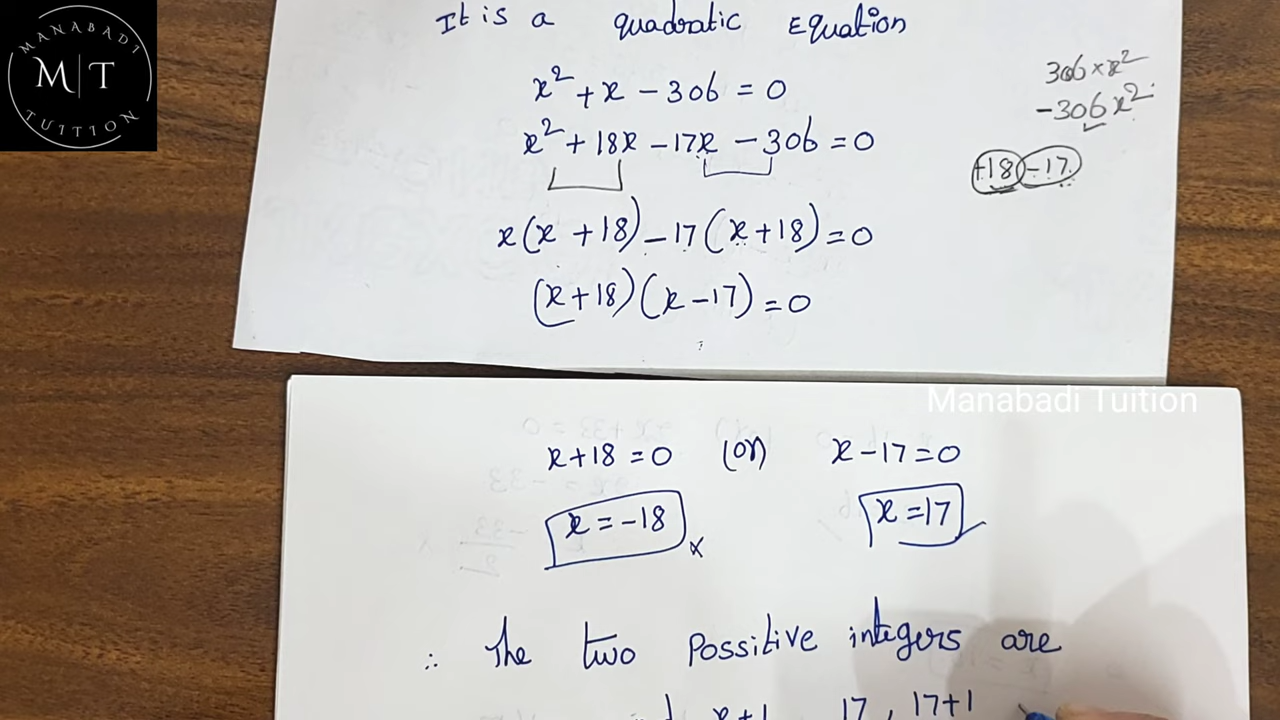 MANABADI
M|T
TUITION
It is a quadratic Equation
x² + x - 306 = 0
x² + 18x - 17x - 306 = 0
x(x + 18) - 17(x + 18) = 0
(x + 18)(x - 17) = 0
306 × x²
-306x²
+18 -17
Manabadi Tuition
x + 18 = 0 (or) x - 17 = 0
x = -18 x = 17
∴ The two Possitive integers are
x+1 17, 17+1